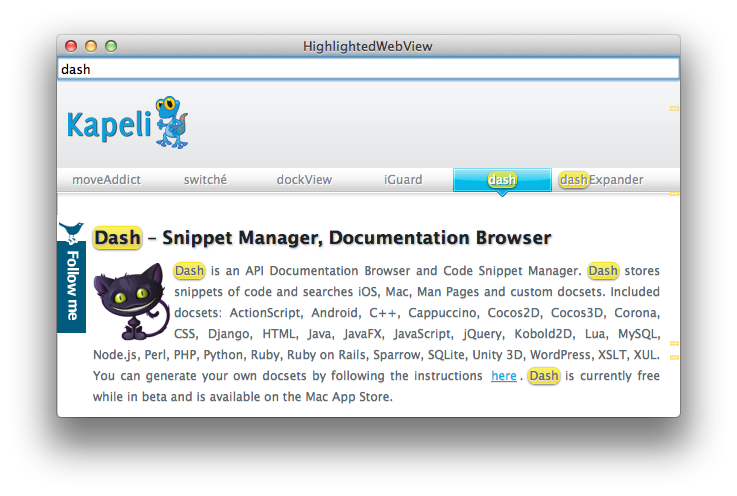 HighlightedWebView
dash
Kapeli
moveAddict switché dockView iGuard dash dashExpander
Follow me
Dash – Snippet Manager, Documentation Browser
Dash is an API Documentation Browser and Code Snippet Manager. Dash stores
snippets of code and searches iOS, Mac, Man Pages and custom docsets. Included
docsets: ActionScript, Android, C++, Cappuccino, Cocos2D, Cocos3D, Corona,
CSS, Django, HTML, Java, JavaFX, JavaScript, jQuery, Kobold2D, Lua, MySQL,
Node.js, Perl, PHP, Python, Ruby, Ruby on Rails, Sparrow, SQLite, Unity 3D, WordPress, XSLT, XUL.
You can generate your own docsets by following the instructions here. Dash is currently free
while in beta and is available on the Mac App Store.